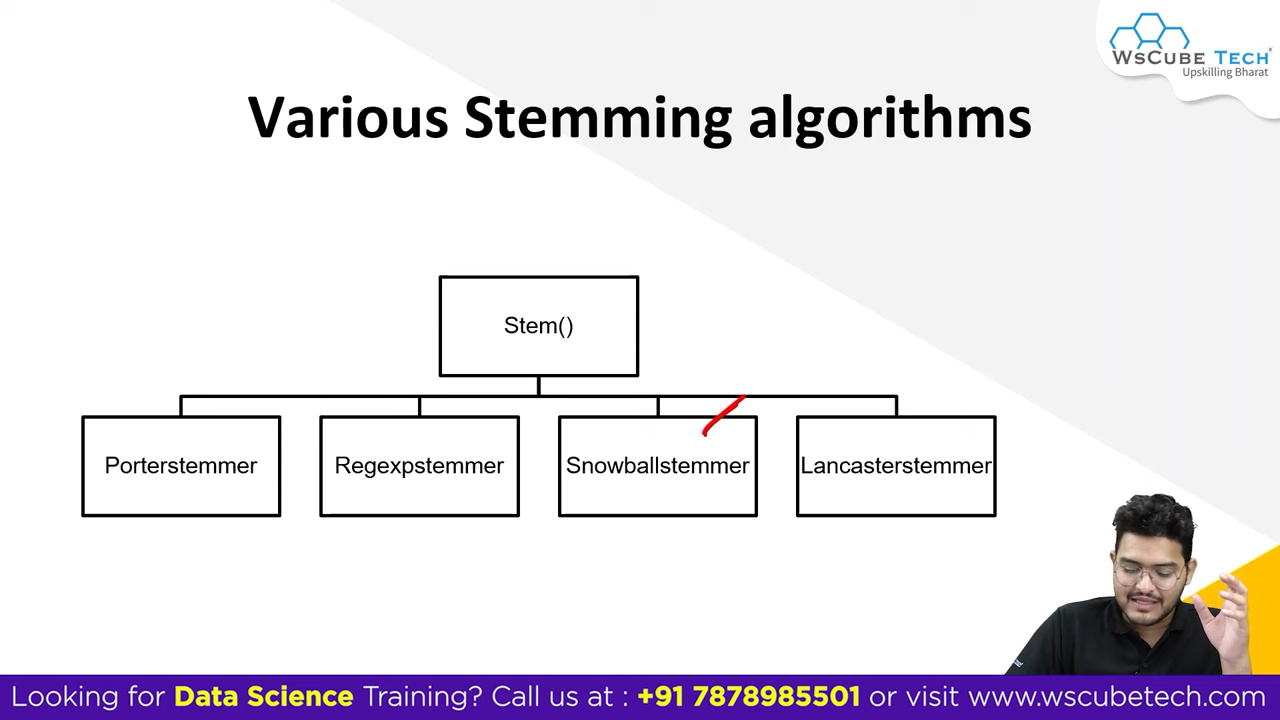 WsCube Tech
Upskilling Bharat
Various Stemming algorithms
Stem()
Porterstemmer
Regexpstemmer
Snowballstemmer
Lancasterstemmer
Looking for Data Science Training? Call us at : +91 7878985501 or visit www.wscubetech.com